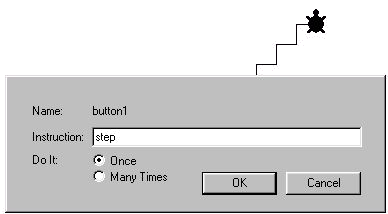 Name: button1
Instruction: step
Do It: Once
Many Times
OK Cancel